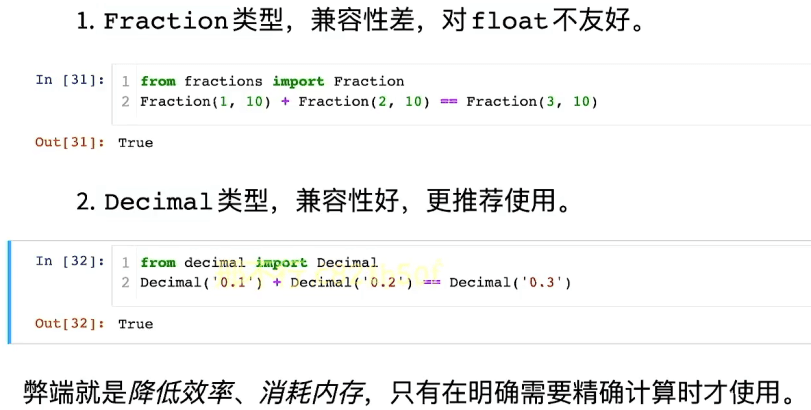 1. Fraction类型，兼容性差，对float不友好。
In [31]: 1 from fractions import Fraction
2 Fraction(1, 10) + Fraction(2, 10) == Fraction(3, 10)
Out[31]: True
2. Decimal类型，兼容性好，更推荐使用。
In [32]: 1 from decimal import Decimal
2 Decimal('0.1') + Decimal('0.2') == Decimal('0.3')
Out[32]: True
弊端就是降低效率、消耗内存，只有在明确需要精确计算时才使用。